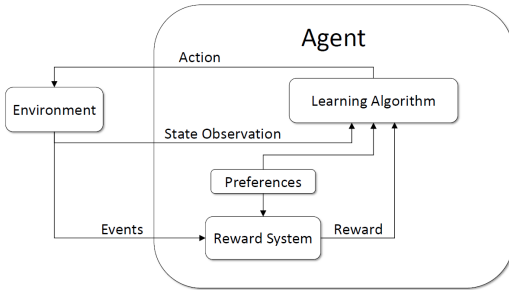 Agent
Action
Environment
Learning Algorithm
State Observation
Preferences
Events
Reward System
Reward